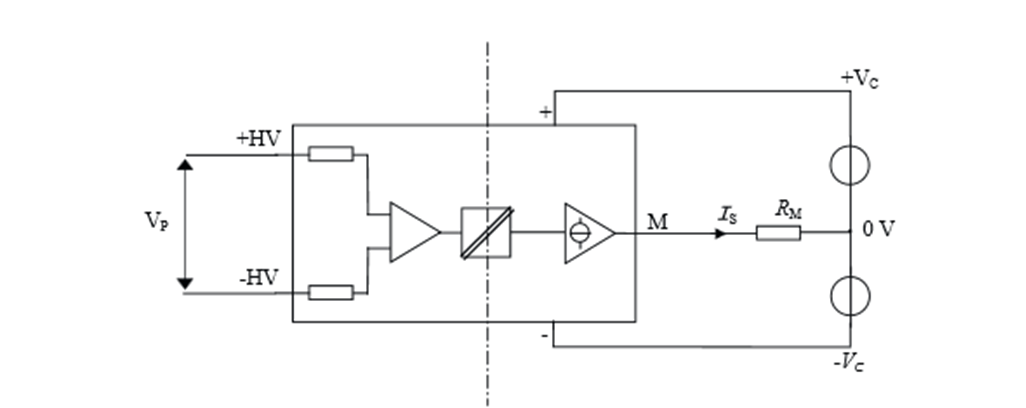 +VC
+
+HV
IS
RM
M
VP
0 V
-HV
-
-VC